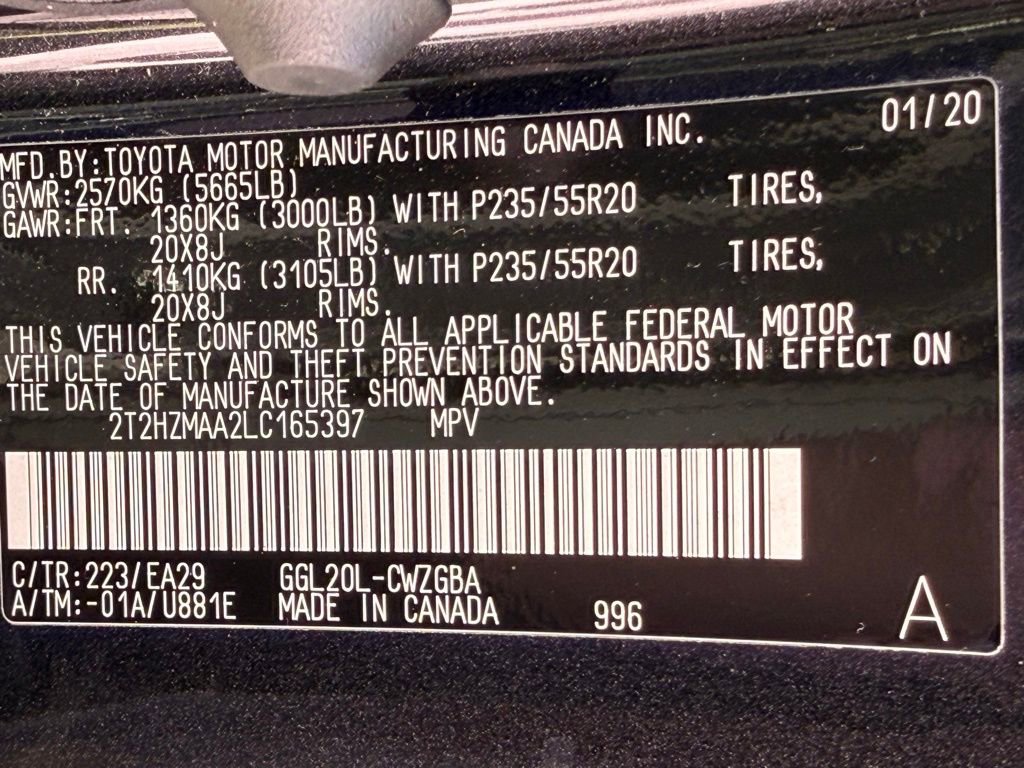 01/20
MFD.BY:TOYOTA MOTOR MANUFACTURING CANADA INC.
GVWR:2570KG (5665LB)
GAWR:FRT. 1360KG (3000LB) WITH P235/55R20 TIRES,
20X8J RIMS.
RR. 1410KG (3105LB) WITH P235/55R20 TIRES,
20X8J RIMS.
THIS VEHICLE CONFORMS TO ALL APPLICABLE FEDERAL MOTOR
VEHICLE SAFETY AND THEFT PREVENTION STANDARDS IN EFFECT ON
THE DATE OF MANUFACTURE SHOWN ABOVE.
2T2HZMAA2LC165397 MPV
C/TR:223/EA29 GGL20L-CWZGBA
A/TM:-01A/U881E MADE IN CANADA 996 A